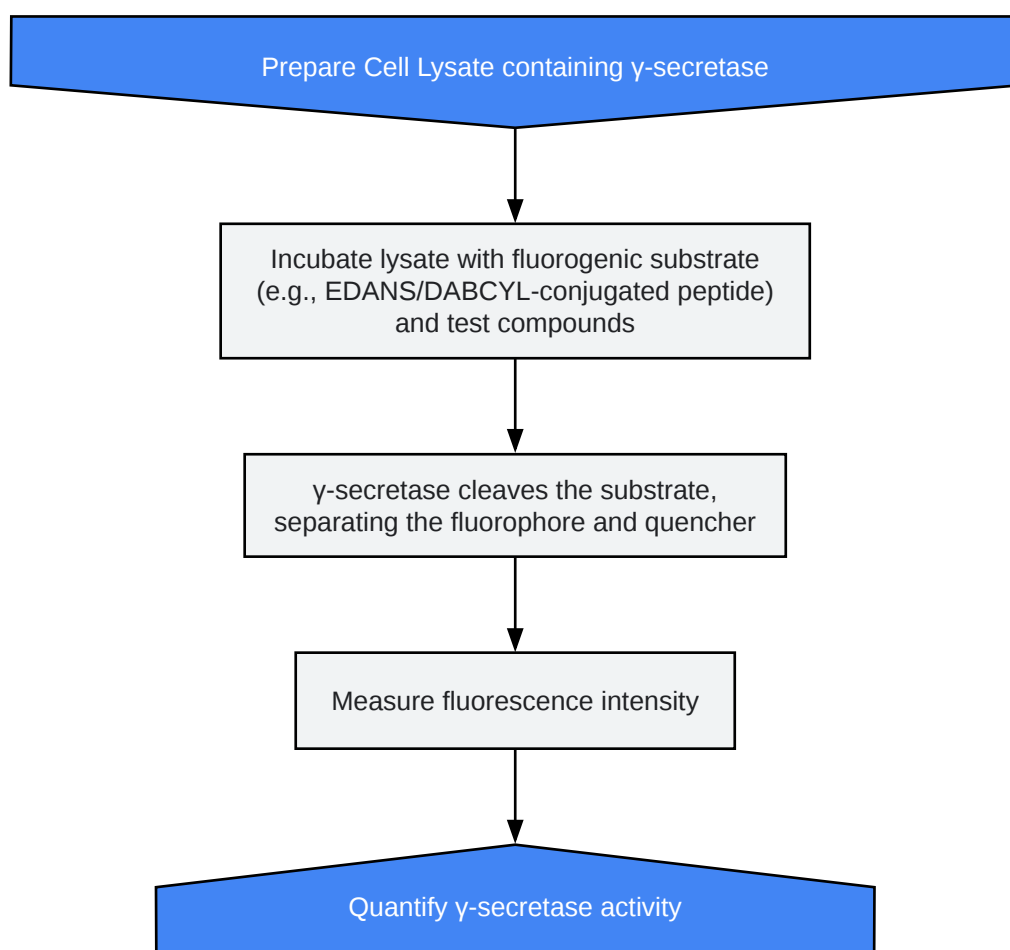 Prepare Cell Lysate containing γ-secretase
Incubate lysate with fluorogenic substrate
(e.g., EDANS/DABCYL-conjugated peptide)
and test compounds
γ-secretase cleaves the substrate,
separating the fluorophore and quencher
Measure fluorescence intensity
Quantify γ-secretase activity